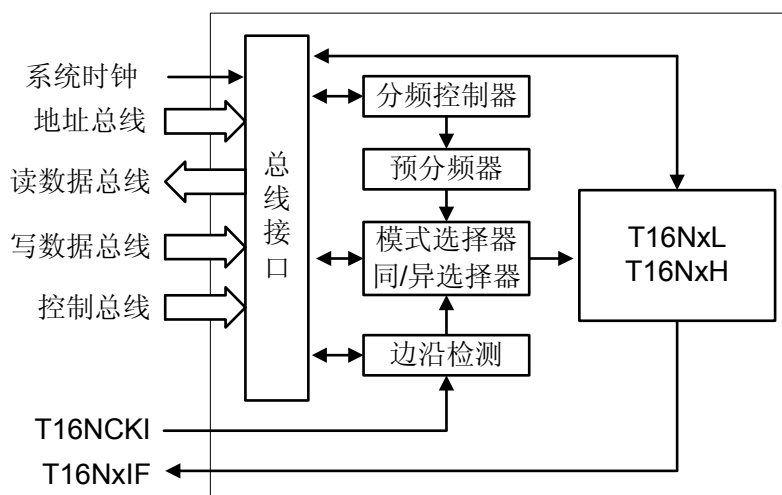 系统时钟
地址总线
读数据总线
写数据总线
控制总线
T16NCKI
T16NxIF
总
线
接
口
分频控制器
预分频器
模式选择器
同/异选择器
边沿检测
T16NxL
T16NxH